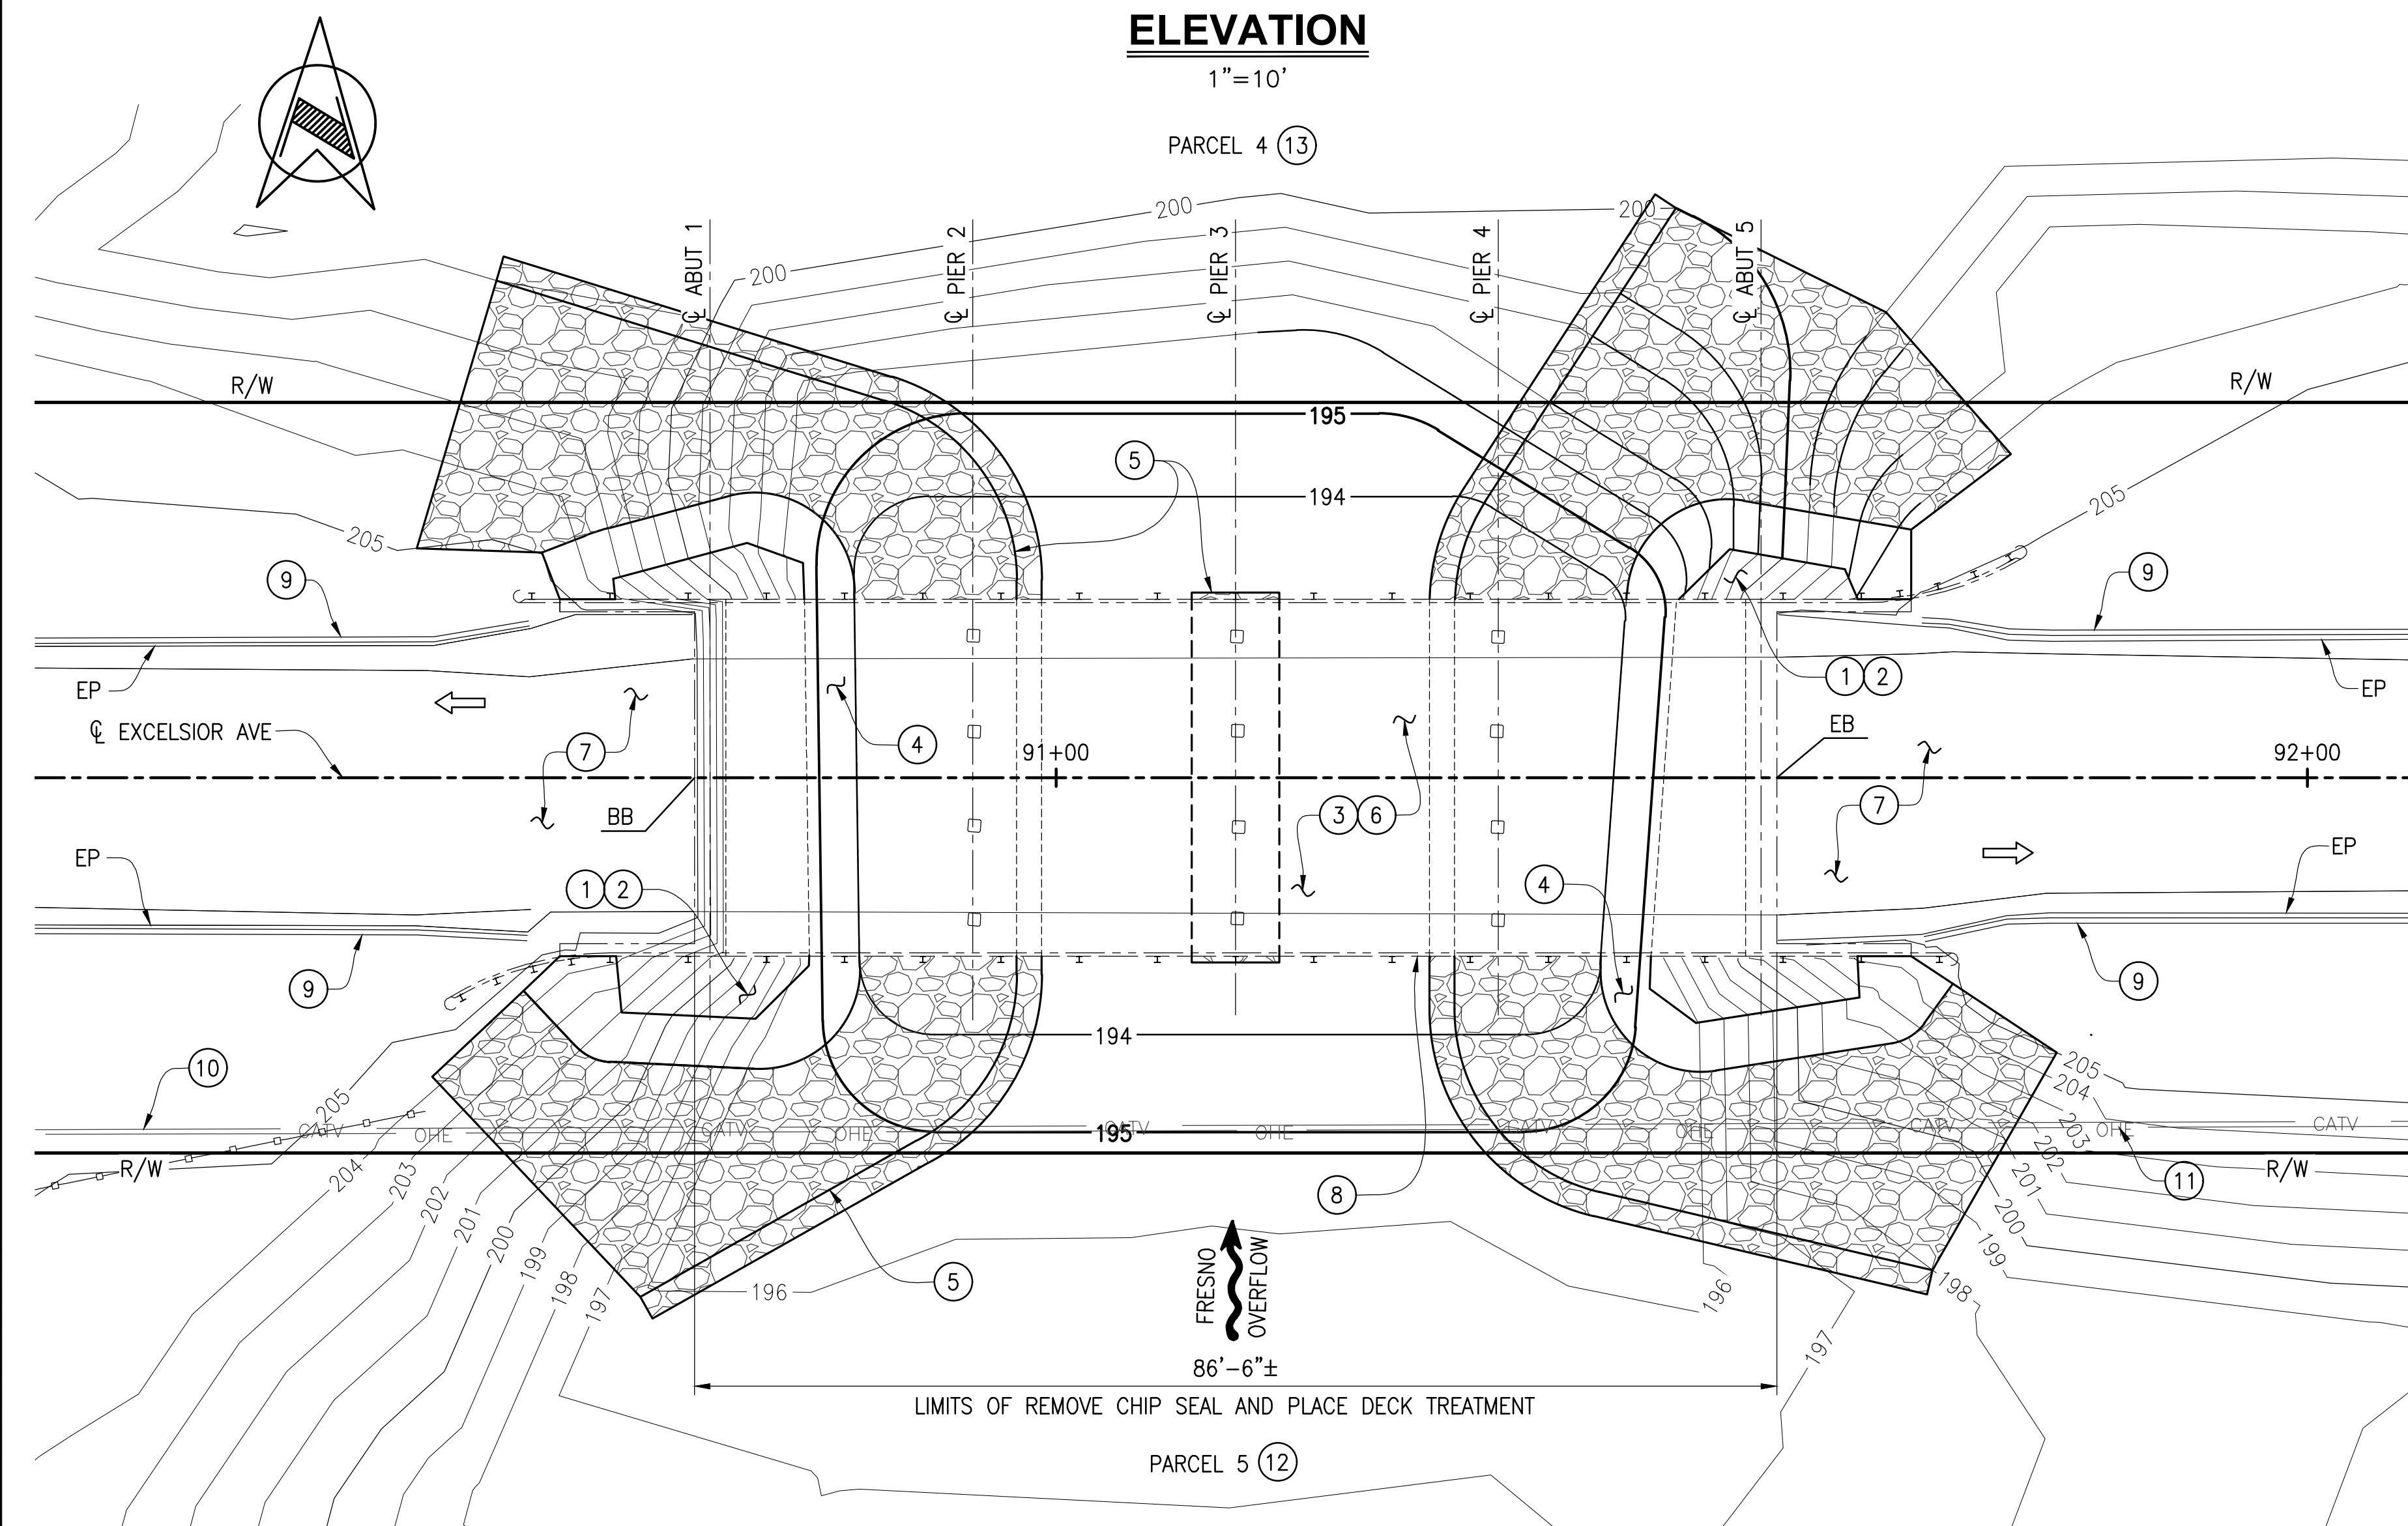 ELEVATION
1"=10'
PARCEL 4 13
200
200
200
℄ ABUT 1
℄ PIER 2
℄ PIER 3
℄ PIER 4
℄ ABUT 5
R/W
R/W
195
5
194
205
205
9
9
1 2
EP
EP
℄ EXCELSIOR AVE
7
4
91+00
EB
92+00
BB
3 6
7
EP
EP
1 2
4
9
9
194
10
205
CATV
OHE
CATV
OHE
195
CATV
OHE
CATV
OHE
CATV
OHE
CATV
205
204
203
202
201
200
199
198
R/W
R/W
204
203
202
201
200
199
198
197
8
11
5
196
196
197
FRESNO
OVERFLOW
86'-6"±
LIMITS OF REMOVE CHIP SEAL AND PLACE DECK TREATMENT
PARCEL 5 12